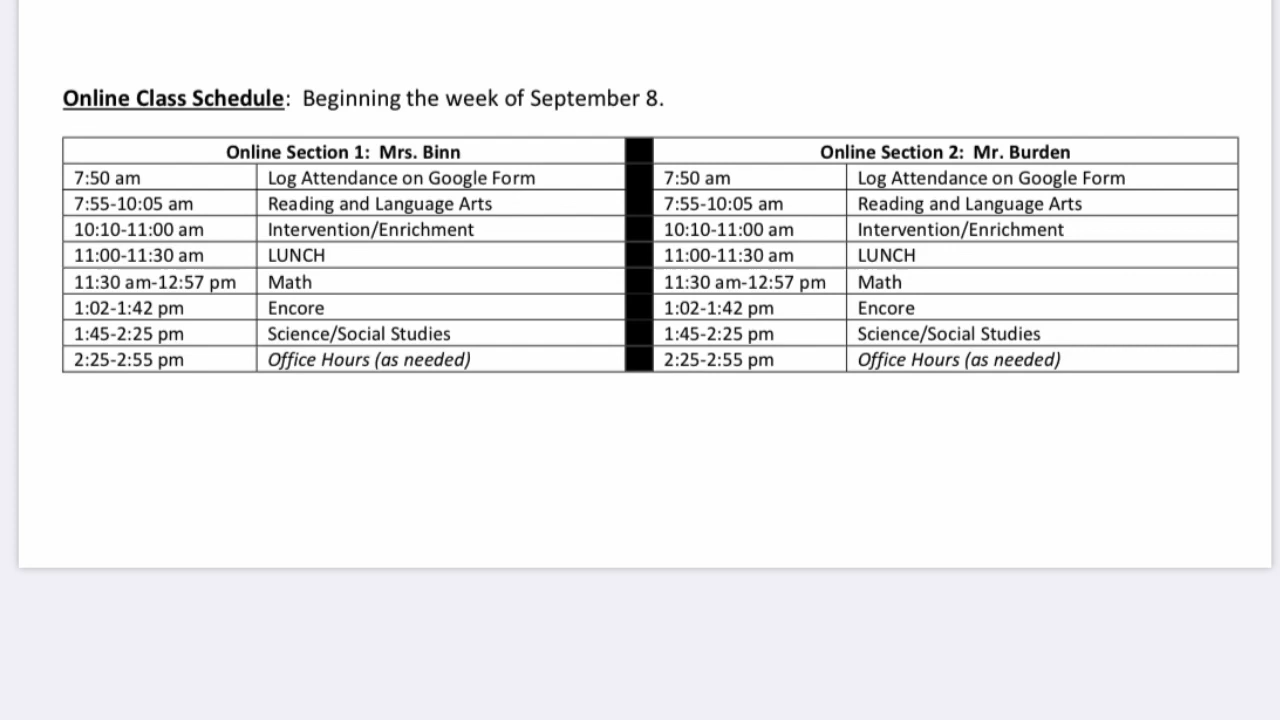 Online Class Schedule:  Beginning the week of September 8.
Online Section 1:  Mrs. Binn Online Section 2:  Mr. Burden
7:50 am Log Attendance on Google Form 7:50 am Log Attendance on Google Form
7:55-10:05 am Reading and Language Arts 7:55-10:05 am Reading and Language Arts
10:10-11:00 am Intervention/Enrichment 10:10-11:00 am Intervention/Enrichment
11:00-11:30 am LUNCH 11:00-11:30 am LUNCH
11:30 am-12:57 pm Math 11:30 am-12:57 pm Math
1:02-1:42 pm Encore 1:02-1:42 pm Encore
1:45-2:25 pm Science/Social Studies 1:45-2:25 pm Science/Social Studies
2:25-2:55 pm Office Hours (as needed) 2:25-2:55 pm Office Hours (as needed)